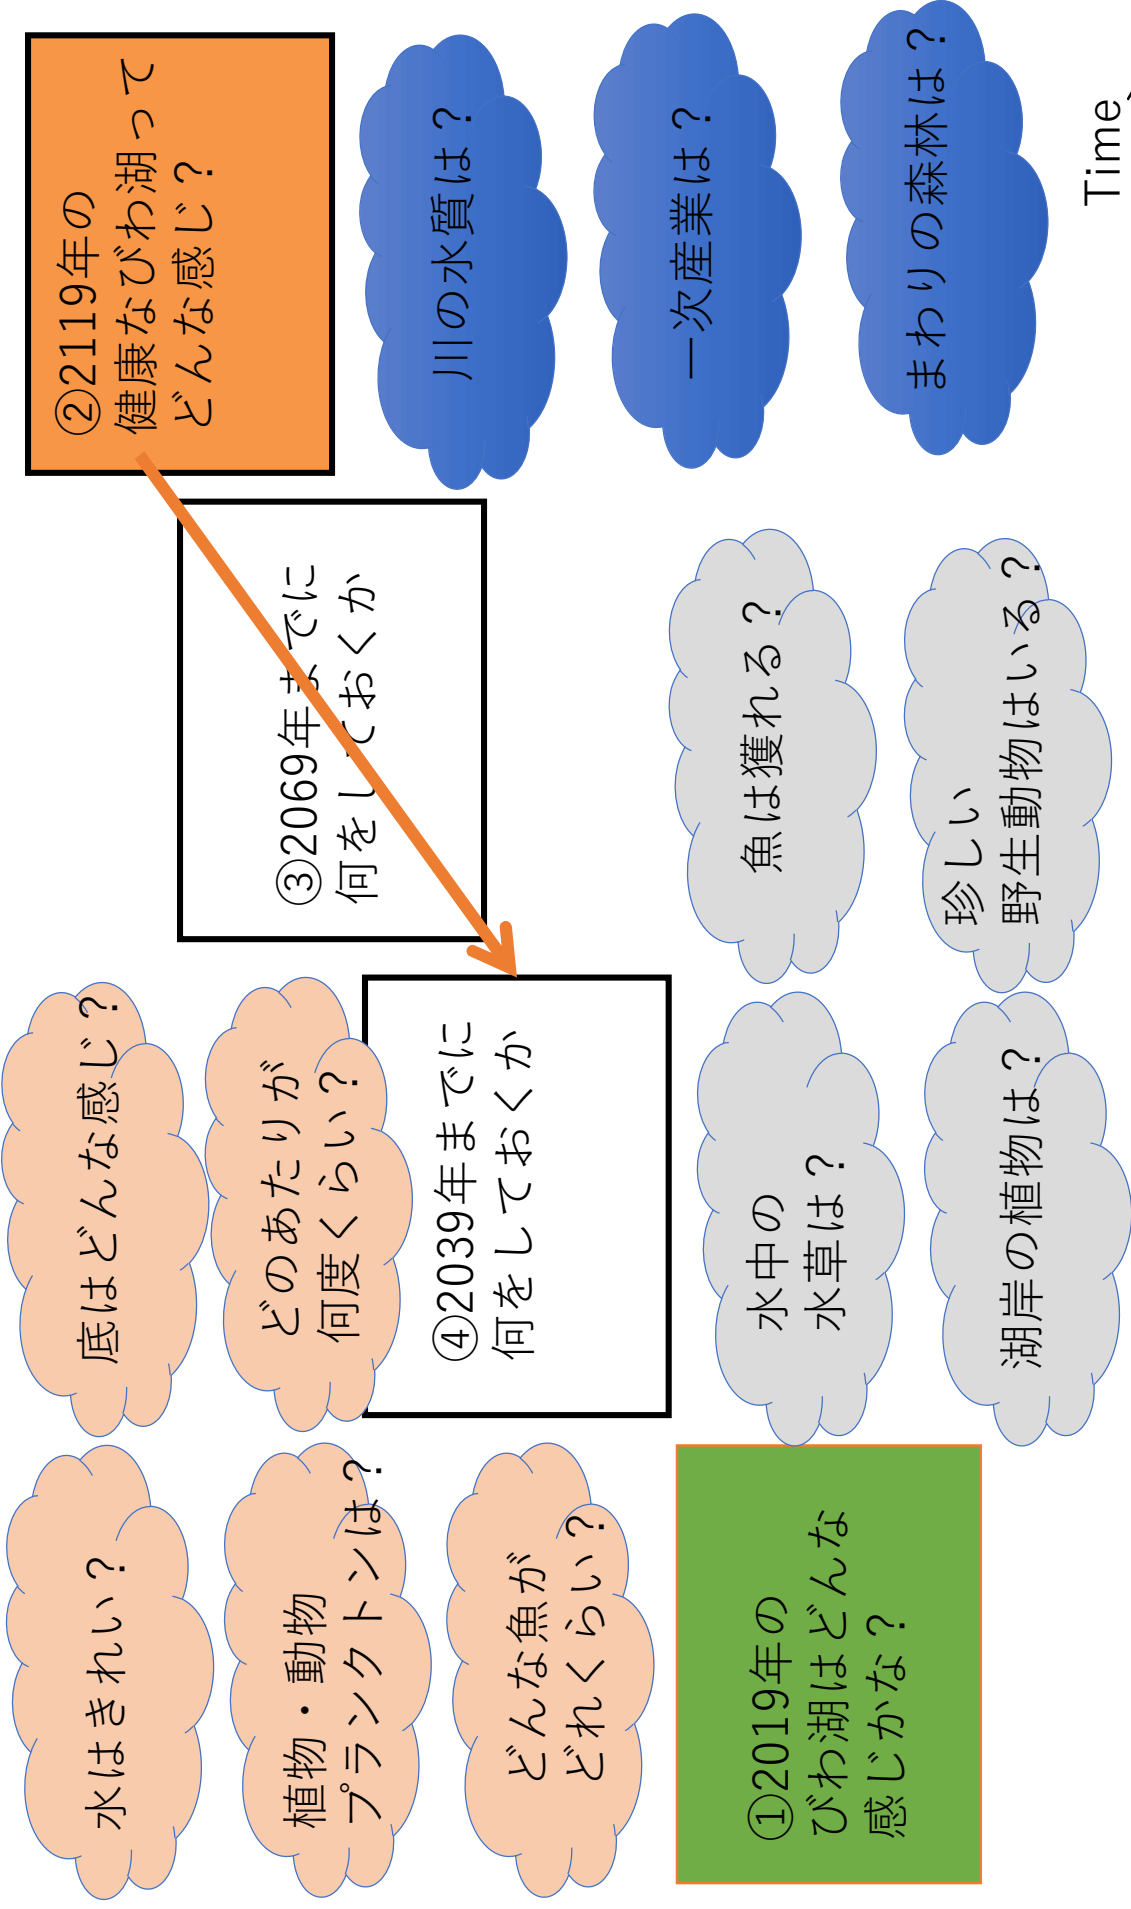 水はきれい？
底はどんな感じ？
②2119年の
健康なびわ湖って
どんな感じ？
植物・動物
プランクトンは？
どのあたりが
何度くらい？
③2069年までに
何をしておくか
川の水質は？
どんな魚が
どれくらい？
④2039年までに
何をしておくか
一次産業は？
①2019年の
びわ湖はどんな
感じかな？
水中の
水草は？
魚は獲れる？
まわりの森林は？
湖岸の植物は？
珍しい
野生動物はいる？
Time